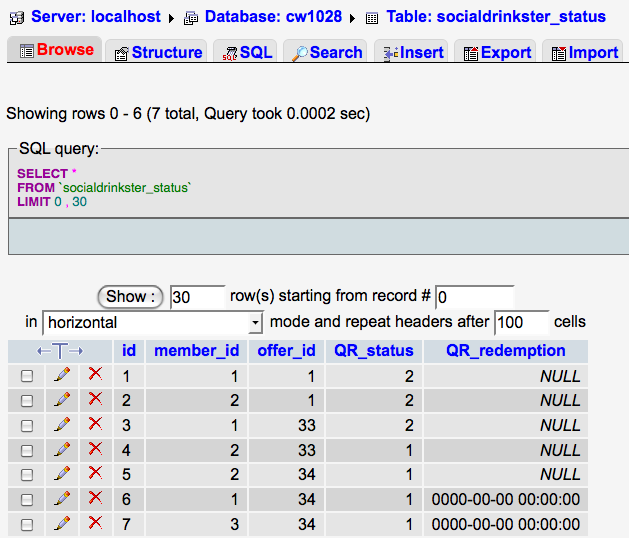 Server: localhost Database: cw1028 Table: socialdrinkster_status
Browse Structure SQL Search Insert Export Import
Showing rows 0 - 6 (7 total, Query took 0.0002 sec)
SQL query:
SELECT *
FROM `socialdrinkster_status`
LIMIT 0 , 30
Show : 30 row(s) starting from record # 0
in horizontal mode and repeat headers after 100 cells
←T→ id member_id offer_id QR_status QR_redemption
1 1 1 2 NULL
2 2 1 2 NULL
3 1 33 2 NULL
4 2 33 1 NULL
5 2 34 1 NULL
6 1 34 1 0000-00-00 00:00:00
7 3 34 1 0000-00-00 00:00:00